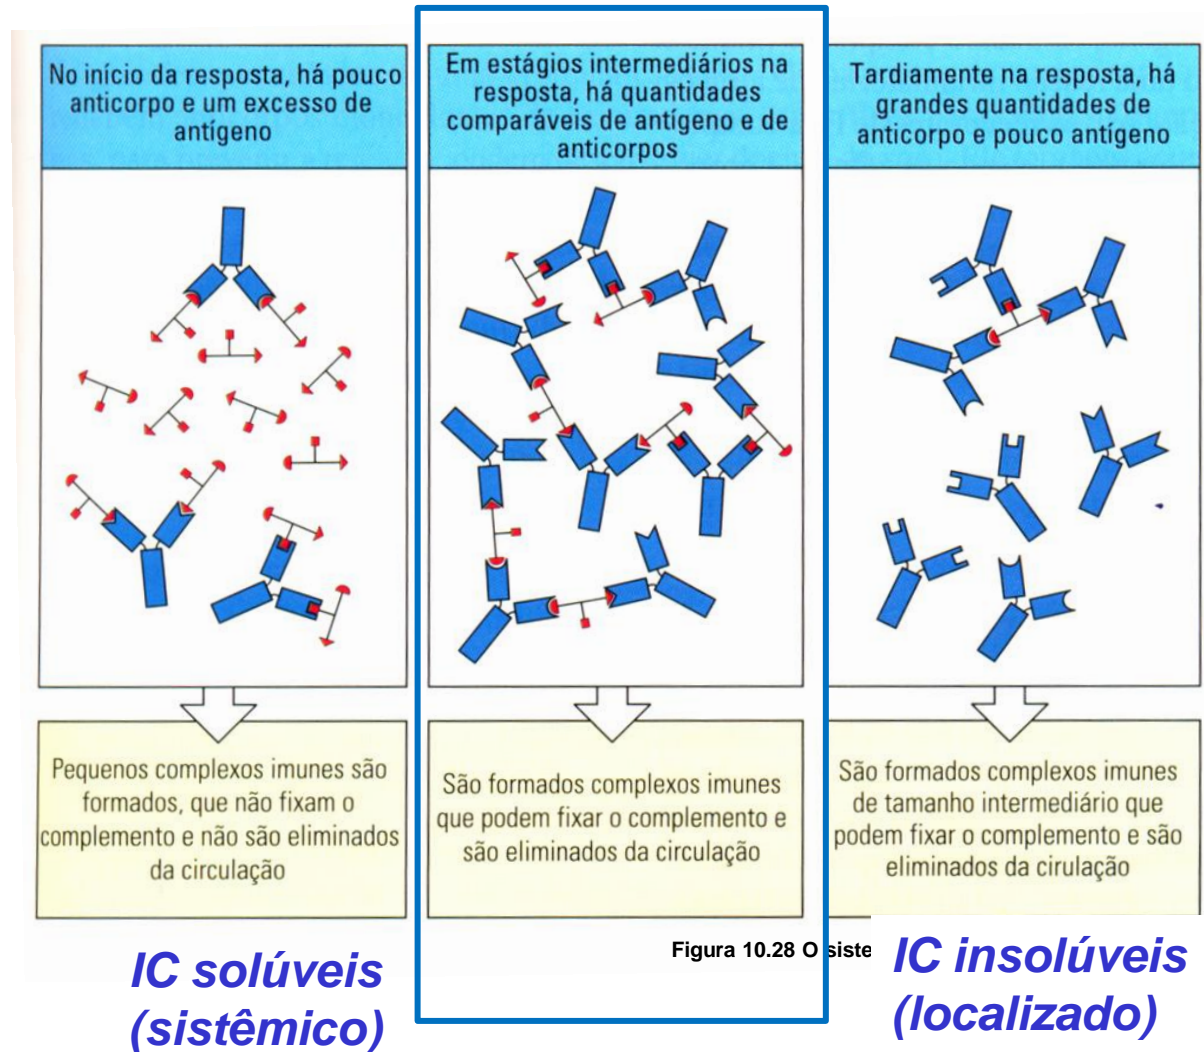 No início da resposta, há pouco
anticorpo e um excesso de
antígeno
Em estágios intermediários na
resposta, há quantidades
comparáveis de antígeno e de
anticorpos
Tardiamente na resposta, há
grandes quantidades de
anticorpo e pouco antígeno
Pequenos complexos imunes são
formados, que não fixam o
complemento e não são eliminados
da circulação
São formados complexos imunes
que podem fixar o complemento e
são eliminados da circulação
São formados complexos imunes
de tamanho intermediário que
podem fixar o complemento e são
eliminados da cirulação
Figura 10.28 O siste
IC solúveis
(sistêmico)
IC insolúveis
(localizado)